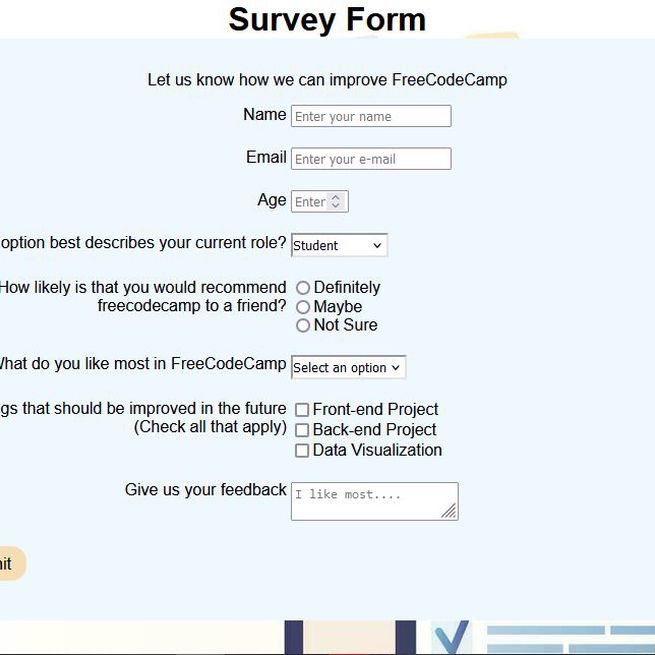 Survey Form
Let us know how we can improve FreeCodeCamp
Name Enter your name
Email Enter your e-mail
Age Enter
option best describes your current role? Student
How likely is that you would recommend
freecodecamp to a friend?
Definitely
Maybe
Not Sure
What do you like most in FreeCodeCamp Select an option
gs that should be improved in the future
(Check all that apply)
Front-end Project
Back-end Project
Data Visualization
Give us your feedback I like most....